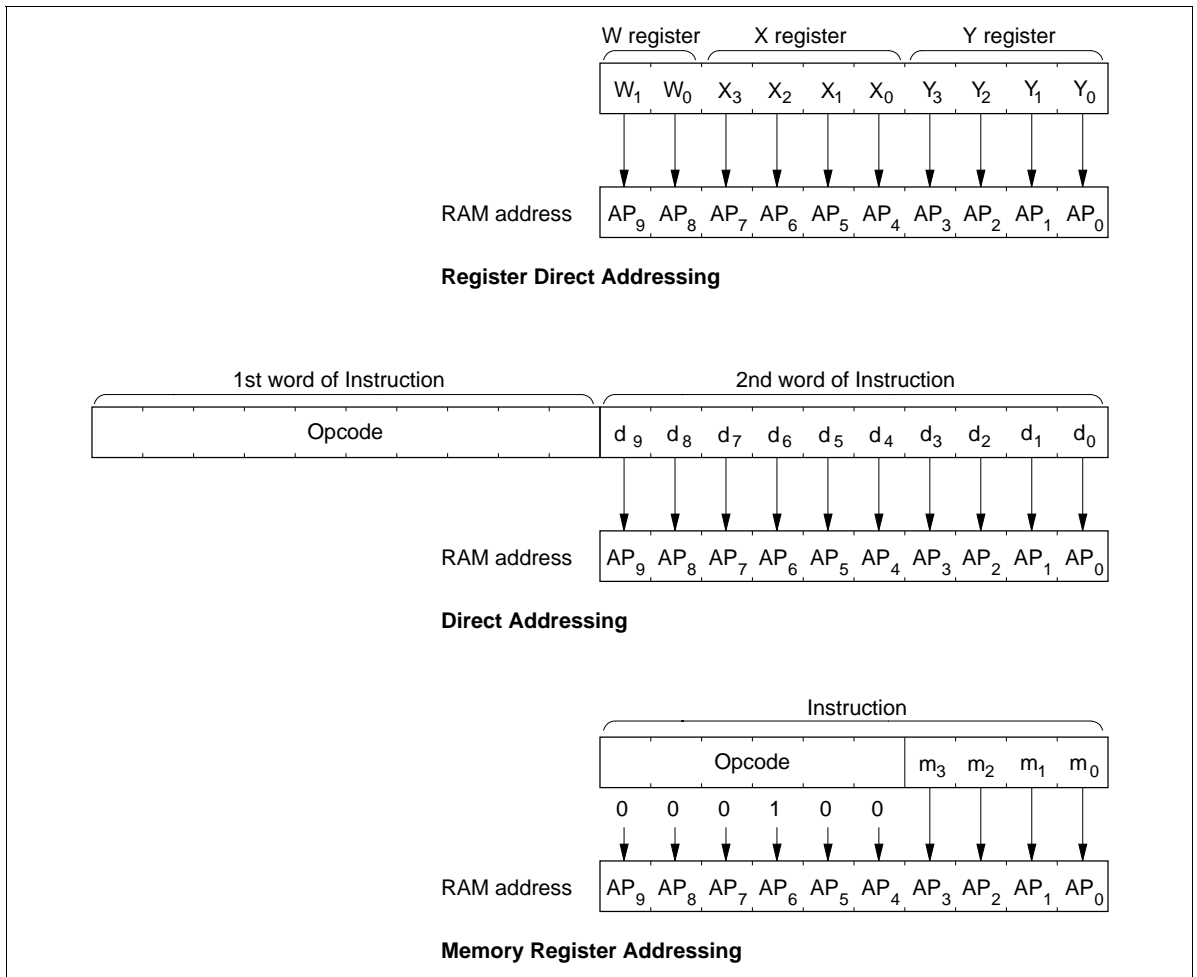 W register X register Y register
W1 W0 X3 X2 X1 X0 Y3 Y2 Y1 Y0
RAM address AP9 AP8 AP7 AP6 AP5 AP4 AP3 AP2 AP1 AP0
Register Direct Addressing
1st word of Instruction 2nd word of Instruction
Opcode d9 d8 d7 d6 d5 d4 d3 d2 d1 d0
RAM address AP9 AP8 AP7 AP6 AP5 AP4 AP3 AP2 AP1 AP0
Direct Addressing
Instruction
Opcode m3 m2 m1 m0
0 0 0 1 0 0
RAM address AP9 AP8 AP7 AP6 AP5 AP4 AP3 AP2 AP1 AP0
Memory Register Addressing